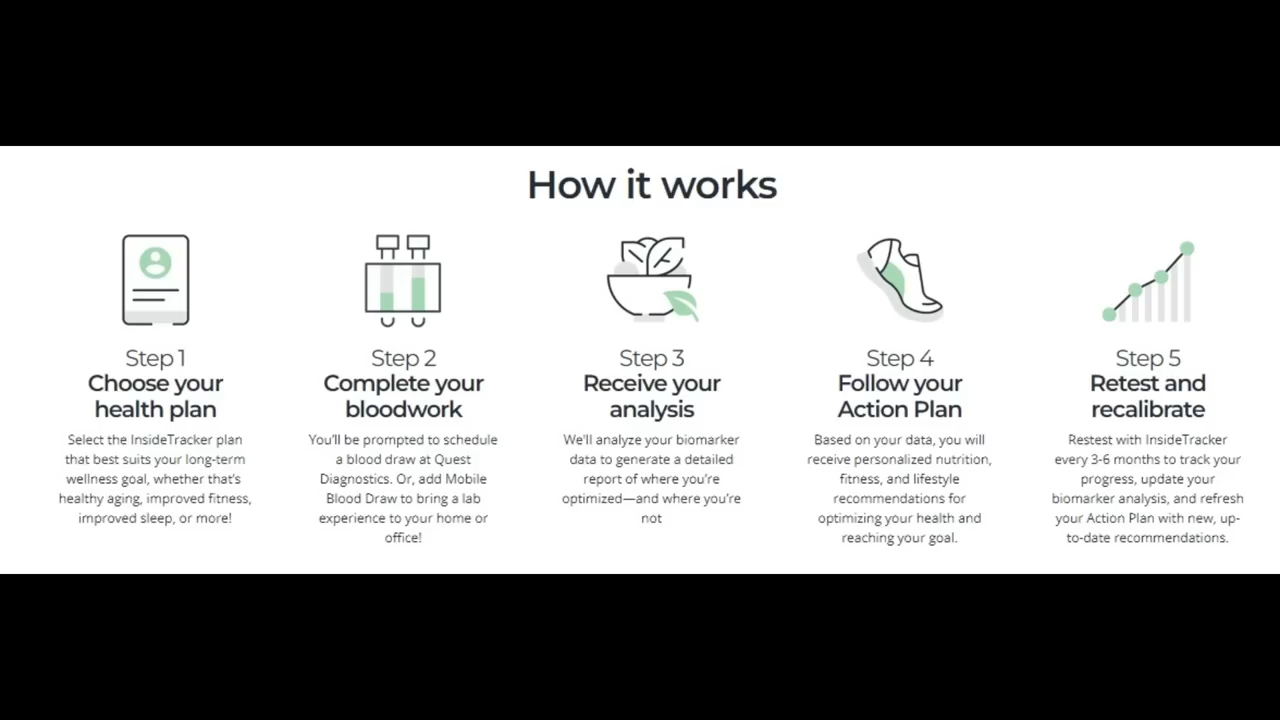 How it works
Step 1
Choose your
health plan
Select the InsideTracker plan
that best suits your long-term
wellness goal, whether that's
healthy aging, improved fitness,
improved sleep, or more!
Step 2
Complete your
bloodwork
You'll be prompted to schedule
a blood draw at Quest
Diagnostics. Or, add Mobile
Blood Draw to bring a lab
experience to your home or
office!
Step 3
Receive your
analysis
We'll analyze your biomarker
data to generate a detailed
report of where you're
optimized—and where you're
not
Step 4
Follow your
Action Plan
Based on your data, you will
receive personalized nutrition,
fitness, and lifestyle
recommendations for
optimizing your health and
reaching your goal.
Step 5
Retest and
recalibrate
Restest with InsideTracker
every 3-6 months to track your
progress, update your
biomarker analysis, and refresh
your Action Plan with new, up-
to-date recommendations.